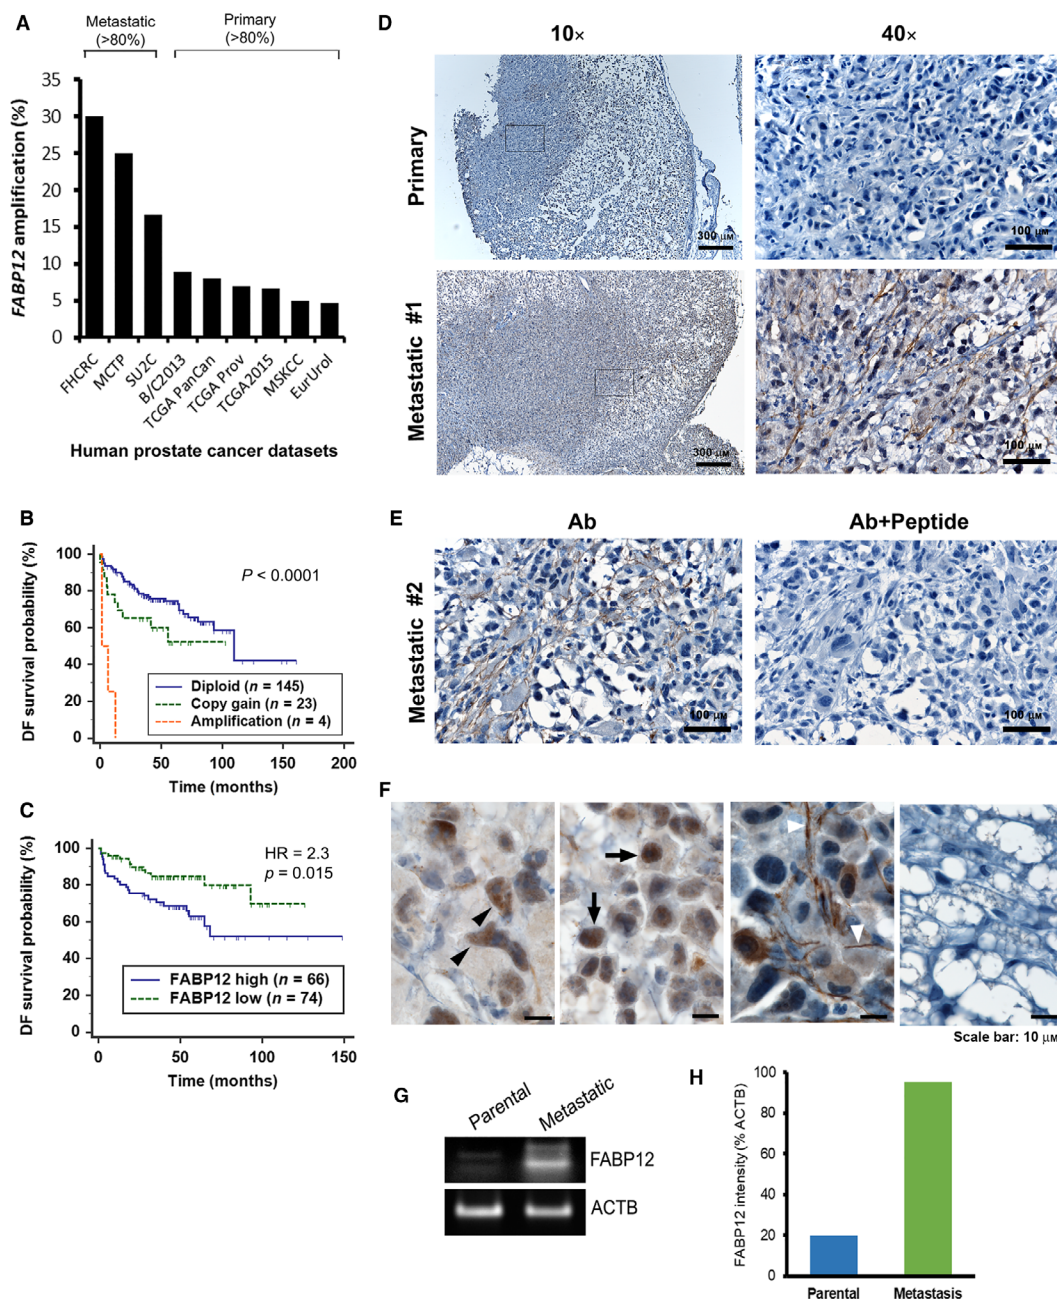 A
Metastatic
(>80%)
Primary
(>80%)
FABP12 amplification (%)
35
30
25
20
15
10
5
0
FHCRC
MCTP
SU2C
B/C2013
TCGA PanCan
TCGA Prov
TCGA2015
MSKCC
EurUrol
Human prostate cancer datasets
B
DF survival probability (%)
100
80
60
40
20
0
P < 0.0001
Diploid (n = 145)
Copy gain (n = 23)
Amplification (n = 4)
0 50 100 150 200
Time (months)
C
DF survival probability (%)
100
80
60
40
20
0
HR = 2.3
p = 0.015
FABP12 high (n = 66)
FABP12 low (n = 74)
0 50 100 150
Time (months)
D
10× 40×
Primary
300 μM
100 μM
Metastatic #1
300 μM
100 μM
E
Ab Ab+Peptide
Metastatic #2
100 μM
100 μM
F
Scale bar: 10 μM
G
Parental
Metastatic
FABP12
ACTB
H
FABP12 intensity (% ACTB)
100
80
60
40
20
0
Parental Metastasis